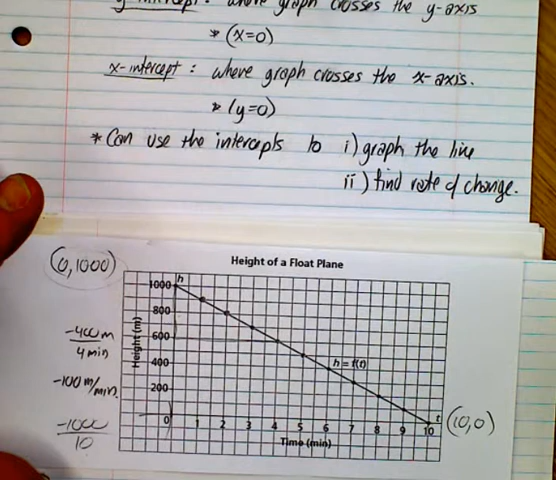 y-intercept : where graph crosses the y-axis
* (x=0)
x-intercept : where graph crosses the x-axis.
* (y=0)
* Can use the intercepts to i) graph the line
ii) find rate of change.
(0,1000)
Height of a Float Plane
h
1000
800
600
400
200
0
Height (m)
-400m
4 min
-100 m/min.
-1000
10
h = f(t)
t
(10,0)
1 2 3 4 5 6 7 8 9 10
Time (min)